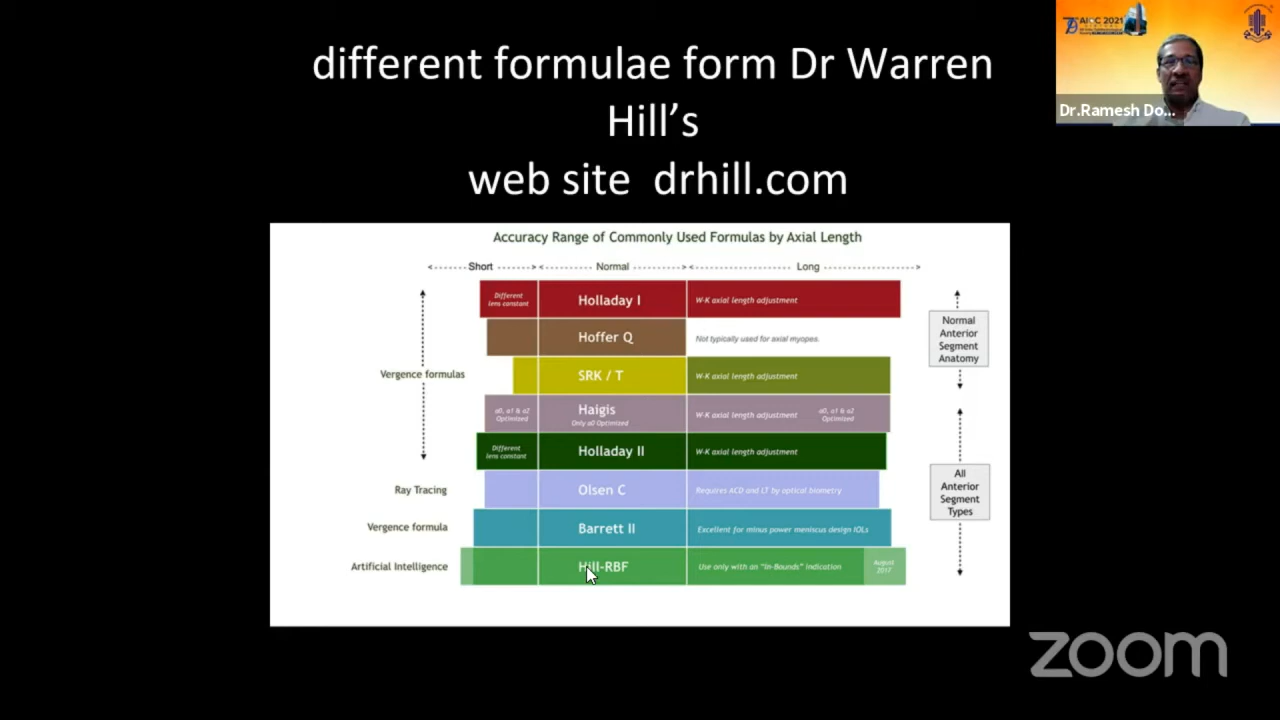 different formulae form Dr Warren
Hill's
web site drhill.com
AIOC 2021
Dr.Ramesh Do...
Accuracy Range of Commonly Used Formulas by Axial Length
Short Normal Long
Different
lens constant
Holladay I
W-K axial length adjustment
Hoffer Q
Not typically used for axial myopes.
Normal
Anterior
Segment
Anatomy
Vergence formulas
SRK / T
W-K axial length adjustment
a0, a1 & a2
Optimized
Haigis
Only a0 Optimized
W-K axial length adjustment
a0, a1 & a2
Optimized
Different
lens constant
Holladay II
W-K axial length adjustment
Ray Tracing
Olsen C
Requires ACD and LT by optical biometry
All
Anterior
Segment
Types
Vergence formula
Barrett II
Excellent for minus power meniscus design IOLs
Artificial Intelligence
Hill-RBF
Use only with an "In-Bounds" indication
August
2017
zoom